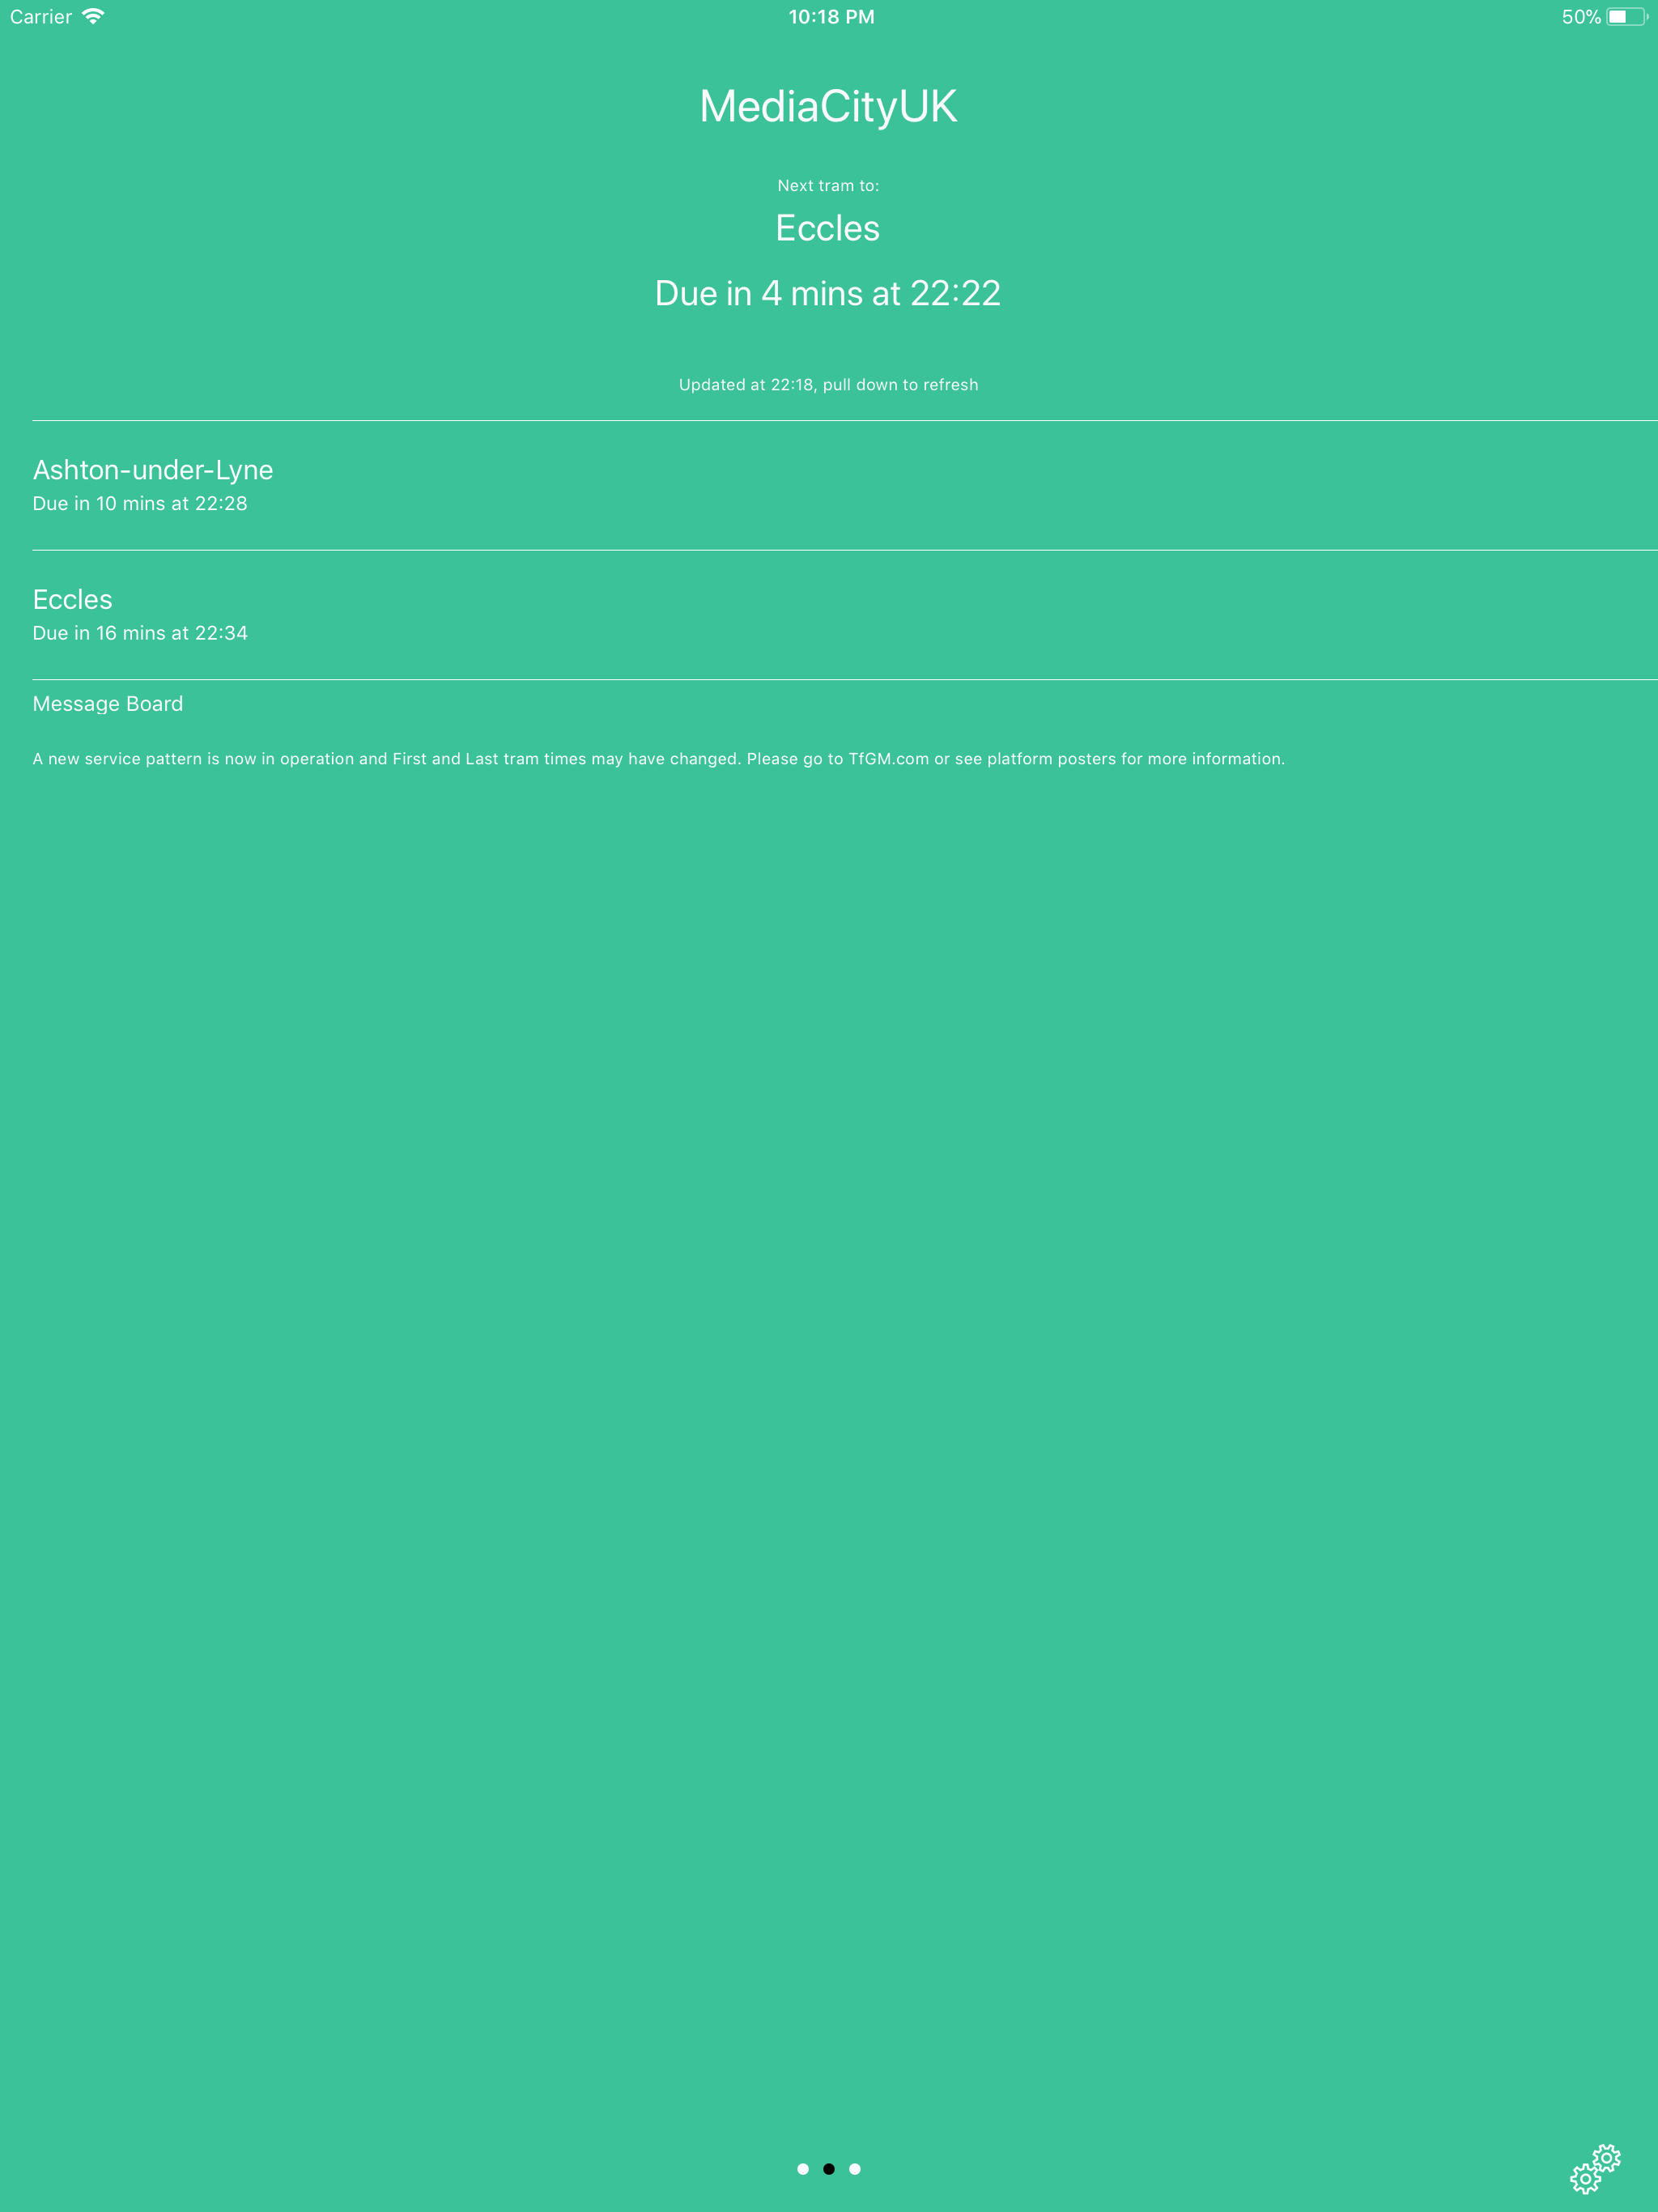 Carrier 10:18 PM 50%
MediaCityUK
Next tram to:
Eccles
Due in 4 mins at 22:22
Updated at 22:18, pull down to refresh
Ashton-under-Lyne
Due in 10 mins at 22:28
Eccles
Due in 16 mins at 22:34
Message Board
A new service pattern is now in operation and First and Last tram times may have changed. Please go to TfGM.com or see platform posters for more information.